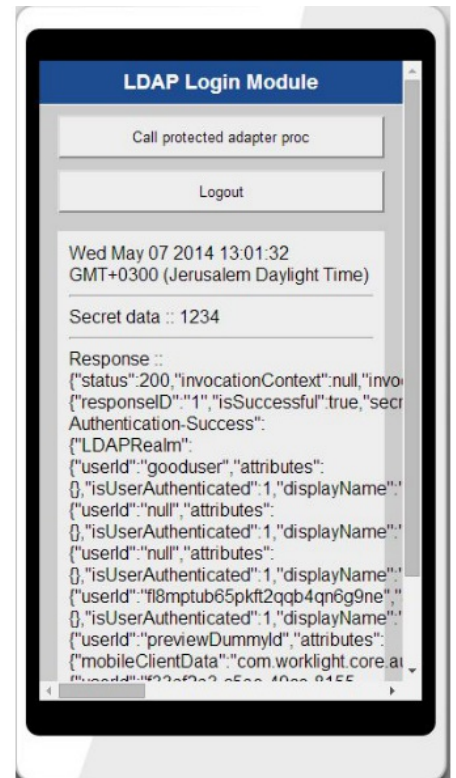 LDAP Login Module
Call protected adapter proc
Logout
Wed May 07 2014 13:01:32
GMT+0300 (Jerusalem Daylight Time)
Secret data :: 1234
Response ::
{"status":200,"invocationContext":null,"invo
{"responseID":"1","isSuccessful":true,"secr
Authentication-Success":
{"LDAPRealm":
{"userId":"gooduser","attributes":
{},"isUserAuthenticated":1,"displayName":"
{"userId":"null","attributes":
{},"isUserAuthenticated":1,"displayName":"
{"userId":"null","attributes":
{},"isUserAuthenticated":1,"displayName":"
{"userId":"fl8mptub65pkft2qqb4qn6g9ne","
{},"isUserAuthenticated":1,"displayName":"
{"userId":"previewDummyId","attributes":
{"mobileClientData":"com.worklight.core.au